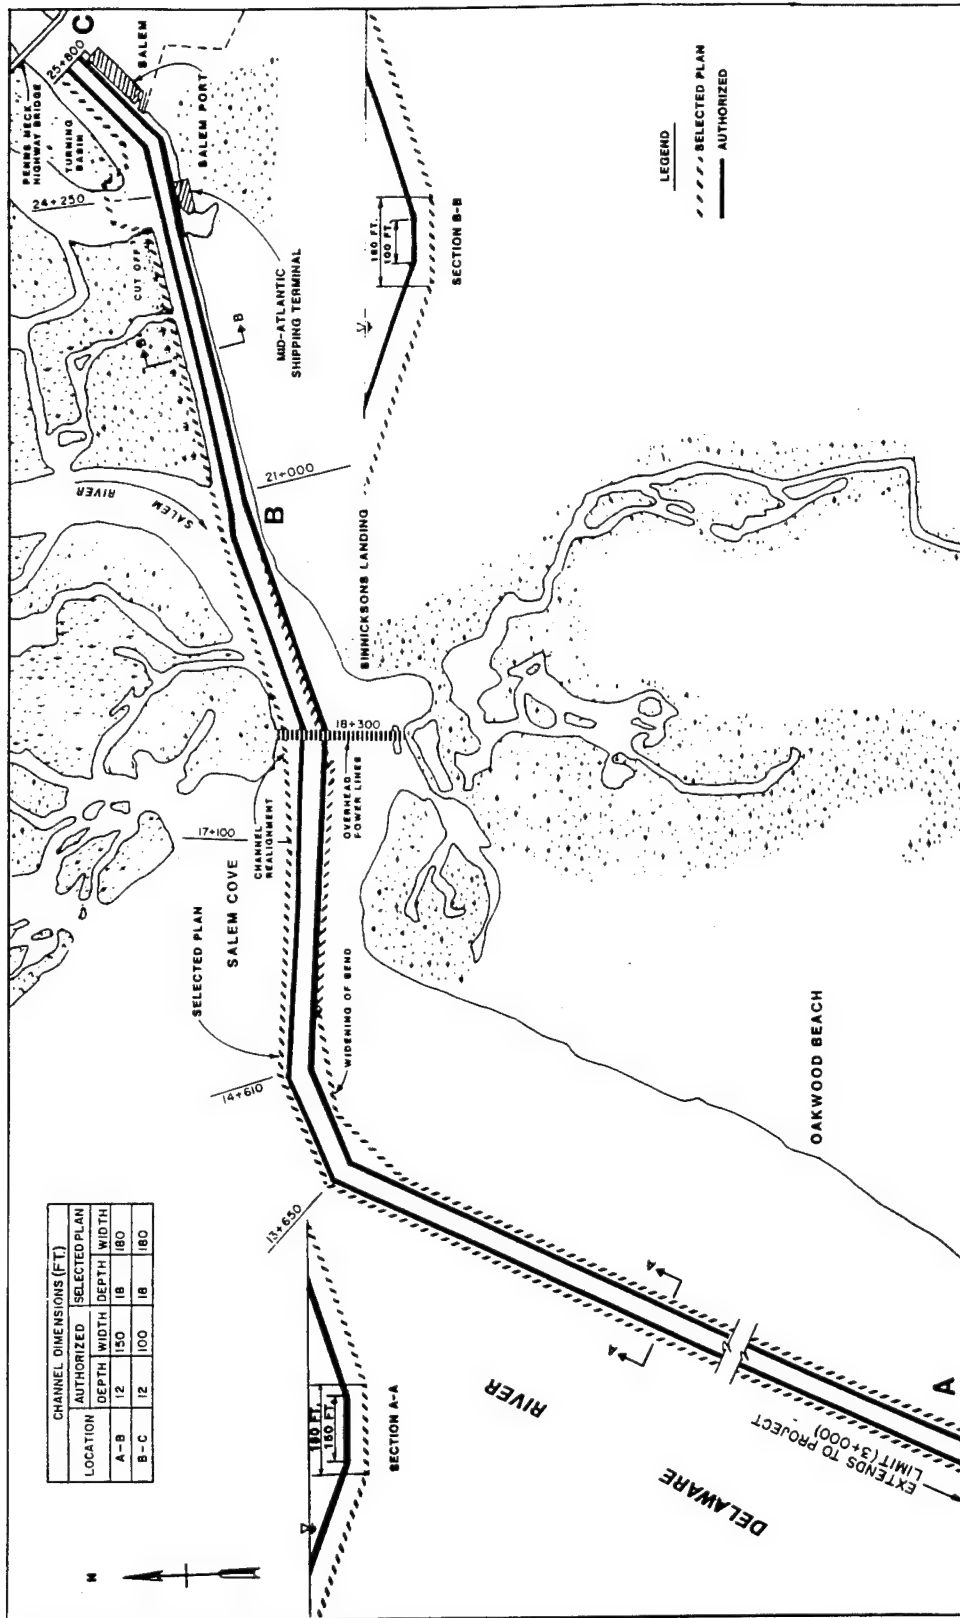 PENNS NECK
HIGHWAY BRIDGE
TURNING
BASIN
25+800
C
SALEM
SALEM PORT
24+250
CUT OFF
B
B
MID-ATLANTIC
SHIPPING TERMINAL
SALEM
RIVER
21+000
B
SINNICKSONS LANDING
18+300
OVERHEAD
POWER LINES
CHANNEL
REALIGNMENT
17+100
SALEM COVE
SELECTED PLAN
WIDENING OF BEND
14+610
13+650
OAKWOOD BEACH
180 FT.
100 FT.
SECTION B-B
LEGEND
SELECTED PLAN
AUTHORIZED
CHANNEL DIMENSIONS (FT.)
LOCATION AUTHORIZED SELECTED PLAN
DEPTH WIDTH DEPTH WIDTH
A-B 12 150 18 180
B-C 12 100 18 180
N
180 FT.
150 FT.
SECTION A-A
A
A
DELAWARE
RIVER
EXTENDS TO PROJECT
LIMIT (3+000)
A